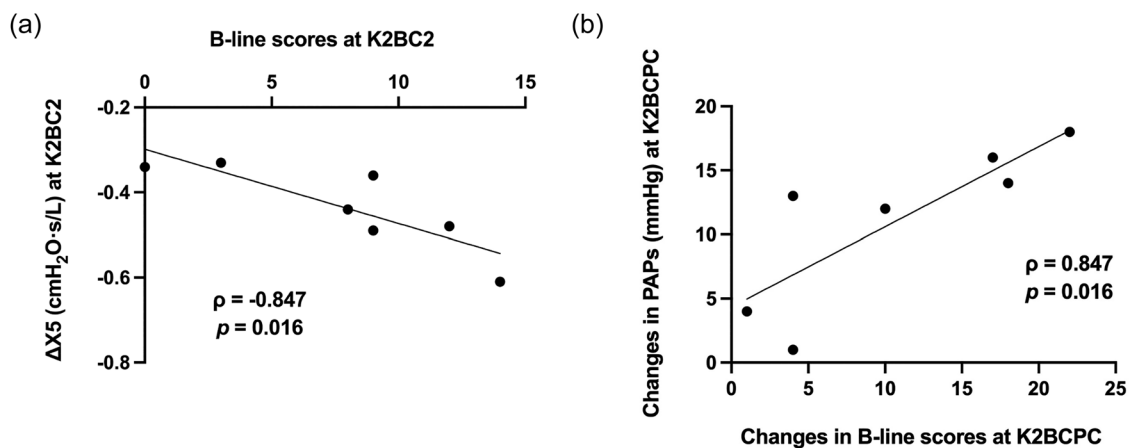 (a)
B-line scores at K2BC2
0 5 10 15
ΔX5 (cmH₂O·s/L) at K2BC2
-0.2
-0.4
-0.6
-0.8
ρ = -0.847
p = 0.016
(b)
Changes in PAPs (mmHg) at K2BCPC
20
15
10
5
0
ρ = 0.847
p = 0.016
0 5 10 15 20 25
Changes in B-line scores at K2BCPC